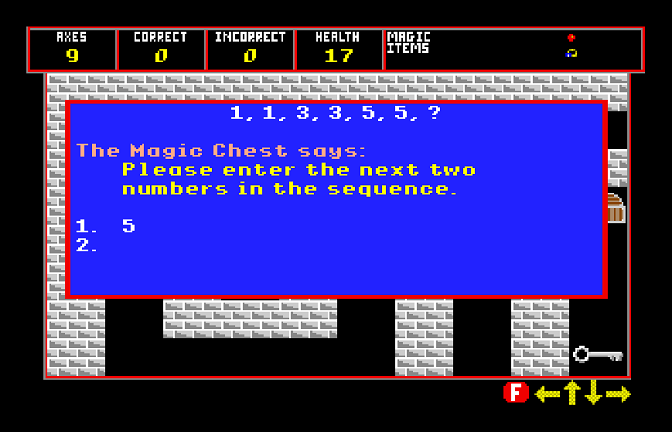 AXES CORRECT INCORRECT HEALTH MAGIC
ITEMS
9 0 0 17
1, 1, 3, 3, 5, 5, ?
The Magic Chest says:
Please enter the next two
numbers in the sequence.
1. 5
2.
F